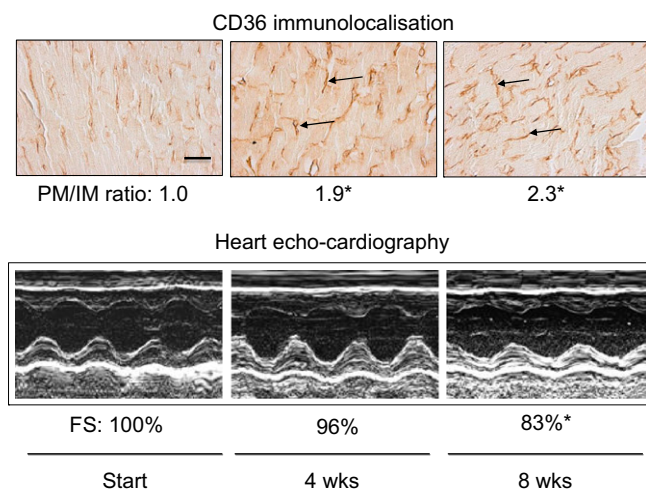 CD36 immunolocalisation
PM/IM ratio: 1.0
1.9*
2.3*
Heart echo-cardiography
FS: 100%
96%
83%*
Start
4 wks
8 wks